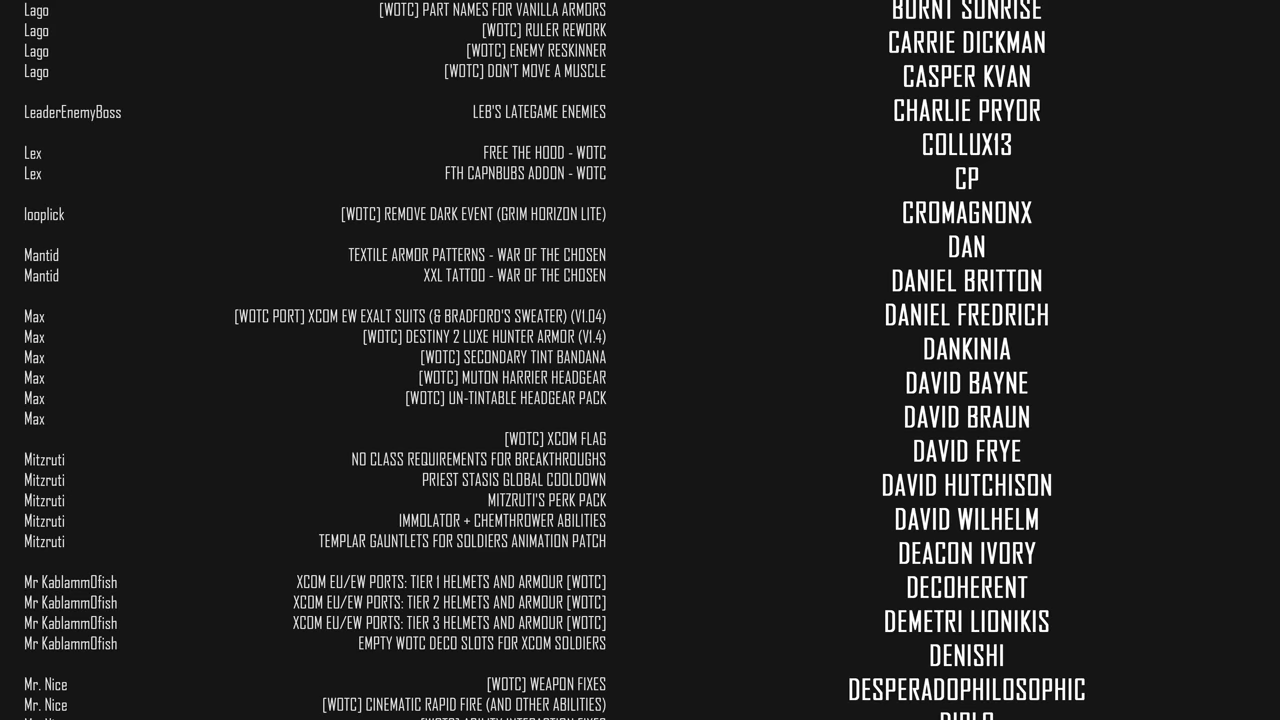 Lago [WOTC] PART NAMES FOR VANILLA ARMORS
Lago [WOTC] RULER REWORK
Lago [WOTC] ENEMY RESKINNER
Lago [WOTC] DON'T MOVE A MUSCLE
LeaderEnemyBoss LEB'S LATEGAME ENEMIES
Lex FREE THE HOOD - WOTC
Lex FTH CAPNBUBS ADDON - WOTC
looplick [WOTC] REMOVE DARK EVENT (GRIM HORIZON LITE)
Mantid TEXTILE ARMOR PATTERNS - WAR OF THE CHOSEN
Mantid XXL TATTOO - WAR OF THE CHOSEN
Max [WOTC PORT] XCOM EW EXALT SUITS (& BRADFORD'S SWEATER) (V1.04)
Max [WOTC] DESTINY 2 LUXE HUNTER ARMOR (V1.4)
Max [WOTC] SECONDARY TINT BANDANA
Max [WOTC] MUTON HARRIER HEADGEAR
Max [WOTC] UN-TINTABLE HEADGEAR PACK
Max
[WOTC] XCOM FLAG
Mitzruti NO CLASS REQUIREMENTS FOR BREAKTHROUGHS
Mitzruti PRIEST STASIS GLOBAL COOLDOWN
Mitzruti MITZRUTI'S PERK PACK
Mitzruti IMMOLATOR + CHEMTHROWER ABILITIES
Mitzruti TEMPLAR GAUNTLETS FOR SOLDIERS ANIMATION PATCH
Mr Kablamm0fish XCOM EU/EW PORTS: TIER 1 HELMETS AND ARMOUR [WOTC]
Mr Kablamm0fish XCOM EU/EW PORTS: TIER 2 HELMETS AND ARMOUR [WOTC]
Mr Kablamm0fish XCOM EU/EW PORTS: TIER 3 HELMETS AND ARMOUR [WOTC]
Mr Kablamm0fish EMPTY WOTC DECO SLOTS FOR XCOM SOLDIERS
Mr. Nice [WOTC] WEAPON FIXES
Mr. Nice [WOTC] CINEMATIC RAPID FIRE (AND OTHER ABILITIES)
BURNT SUNRISE
CARRIE DICKMAN
CASPER KVAN
CHARLIE PRYOR
COLLUX13
CP
CROMAGNONX
DAN
DANIEL BRITTON
DANIEL FREDRICH
DANKINIA
DAVID BAYNE
DAVID BRAUN
DAVID FRYE
DAVID HUTCHISON
DAVID WILHELM
DEACON IVORY
DECOHERENT
DEMETRI LIONIKIS
DENISHI
DESPERADOPHILOSOPHIC